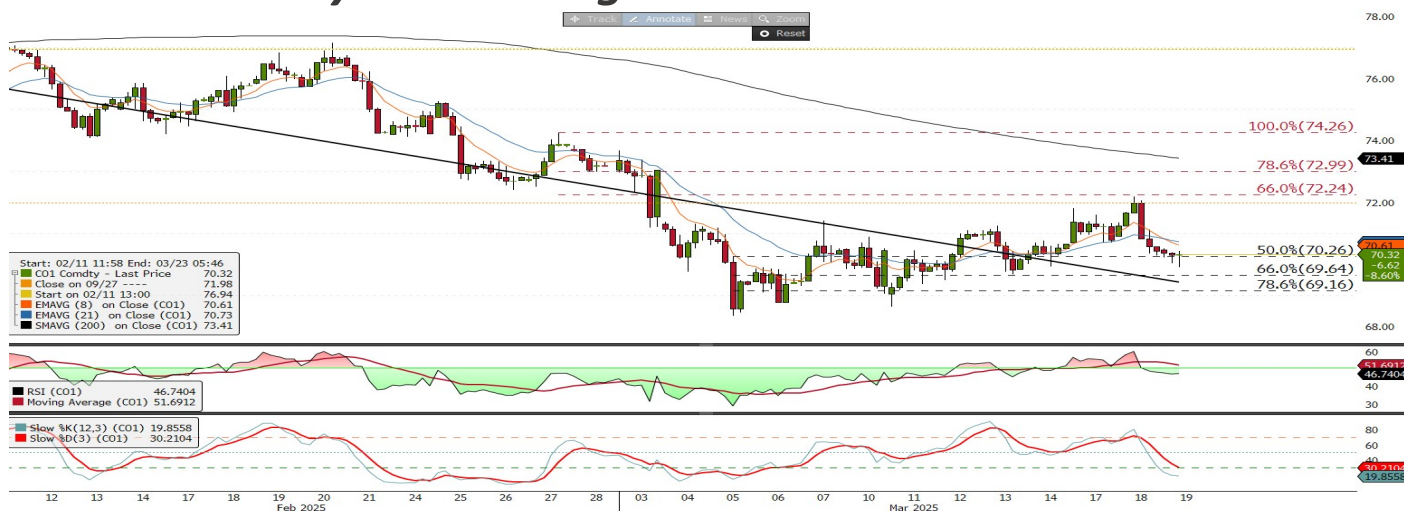 Track Annotate News Zoom
Reset
78.00
76.00
74.00
73.41
72.00
70.61
70.32
-6.62
-8.60%
68.00
100.0%(74.26)
78.6%(72.99)
66.0%(72.24)
50.0%(70.26)
66.0%(69.64)
78.6%(69.16)
Start: 02/11 11:58 End: 03/23 05:46
CO1 Comdty - Last Price 70.32
Close on 09/27 ---- 71.98
Start on 02/11 13:00 76.94
EMAVG (8) on Close (CO1) 70.61
EMAVG (21) on Close (CO1) 70.73
SMAVG (200) on Close (CO1) 73.41
RSI (CO1) 46.7404
Moving Average (CO1) 51.6912
60
51.6912
46.7404
40
30
Slow %K(12,3) (CO1) 19.8558
Slow %D(3) (CO1) 30.2104
80
60
40
30.2104
19.8558
12 13 14 17 18 19 20 21 24 25 26 27 28 03 04 05 06 07 10 11 12 13 14 17 18 19
Feb 2025 Mar 2025